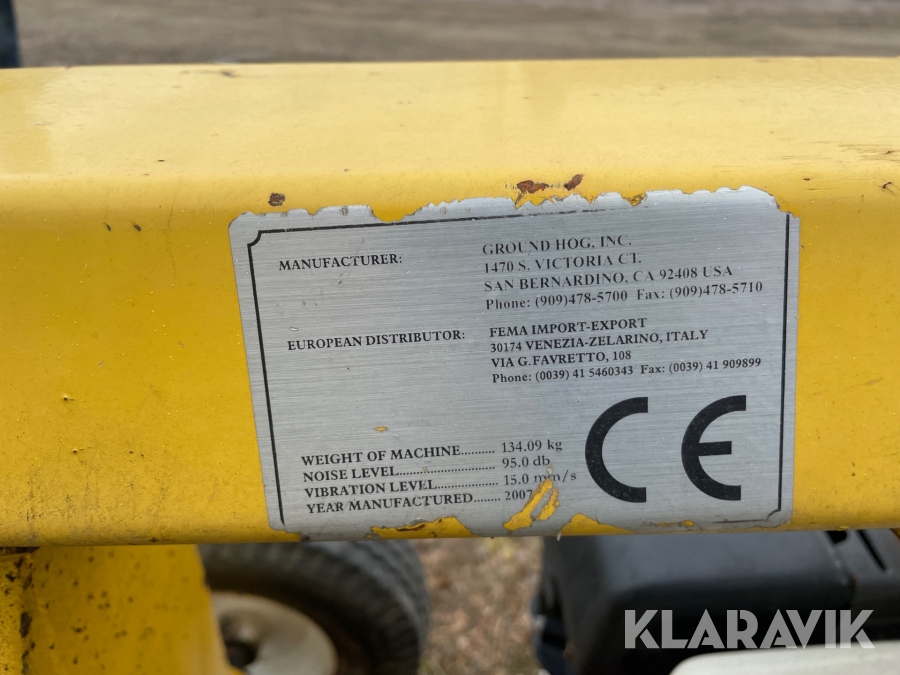 MANUFACTURER:
GROUND HOG, INC.
1470 S. VICTORIA CT.
SAN BERNARDINO, CA 92408 USA
Phone: (909)478-5700 Fax: (909)478-5710
EUROPEAN DISTRIBUTOR:
FEMA IMPORT-EXPORT
30174 VENEZIA-ZELARINO, ITALY
VIA G. FAVRETTO, 108
Phone: (0039) 41 5460343 Fax: (0039) 41 909899
WEIGHT OF MACHINE.......... 134.09 kg
NOISE LEVEL........................ 95.0 db
VIBRATION LEVEL............... 15.0 mm/s
YEAR MANUFACTURED........ 2007
CE
KLARAVIK